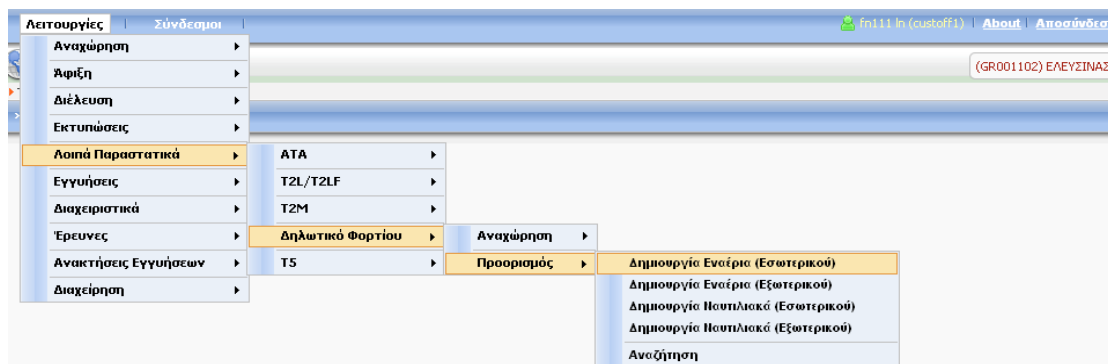 Λειτουργίες | Σύνδεσμοι |
fn111 ln (custoff1) | About | Αποσύνδεσ
Αναχώρηση
(GR001102) ΕΛΕΥΣΙΝΑΣ
Άφιξη
Διέλευση
Εκτυπώσεις
Λοιπά Παραστατικά
ATA
Εγγυήσεις
T2L/T2LF
Διαχειριστικά
T2M
Έρευνες
Δηλωτικό Φορτίου
Αναχώρηση
Ανακτήσεις Εγγυήσεων
T5
Προορισμός
Δημιουργία Εναέρια (Εσωτερικού)
Διαχείρηση
Δημιουργία Εναέρια (Εξωτερικού)
Δημιουργία Ναυτιλιακά (Εσωτερικού)
Δημιουργία Ναυτιλιακά (Εξωτερικού)
Αναζήτηση